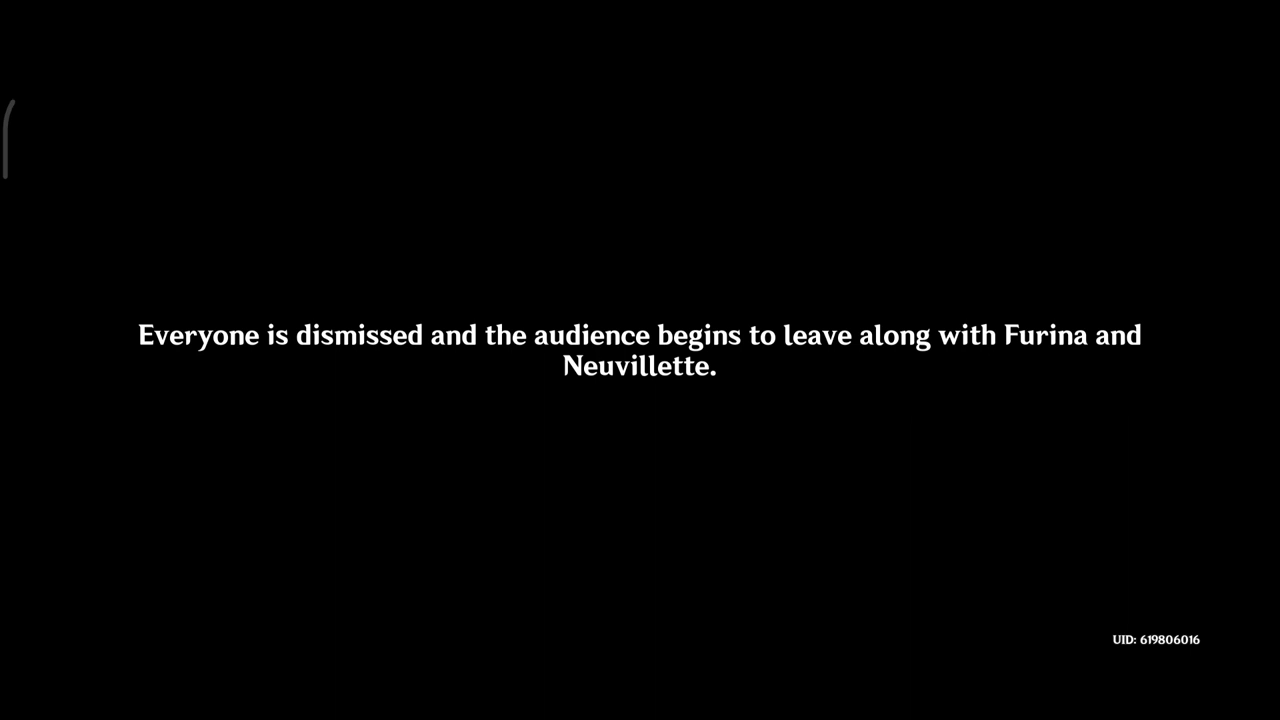 Everyone is dismissed and the audience begins to leave along with Furina and
Neuvillette.
UID: 619806016